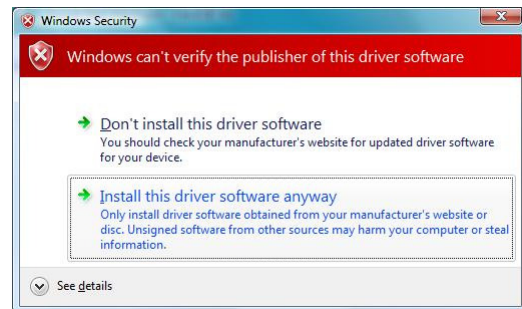 Windows Security
Windows can't verify the publisher of this driver software
Don't install this driver software
You should check your manufacturer's website for updated driver software
for your device.
Install this driver software anyway
Only install driver software obtained from your manufacturer's website or
disc. Unsigned software from other sources may harm your computer or steal
information.
See details